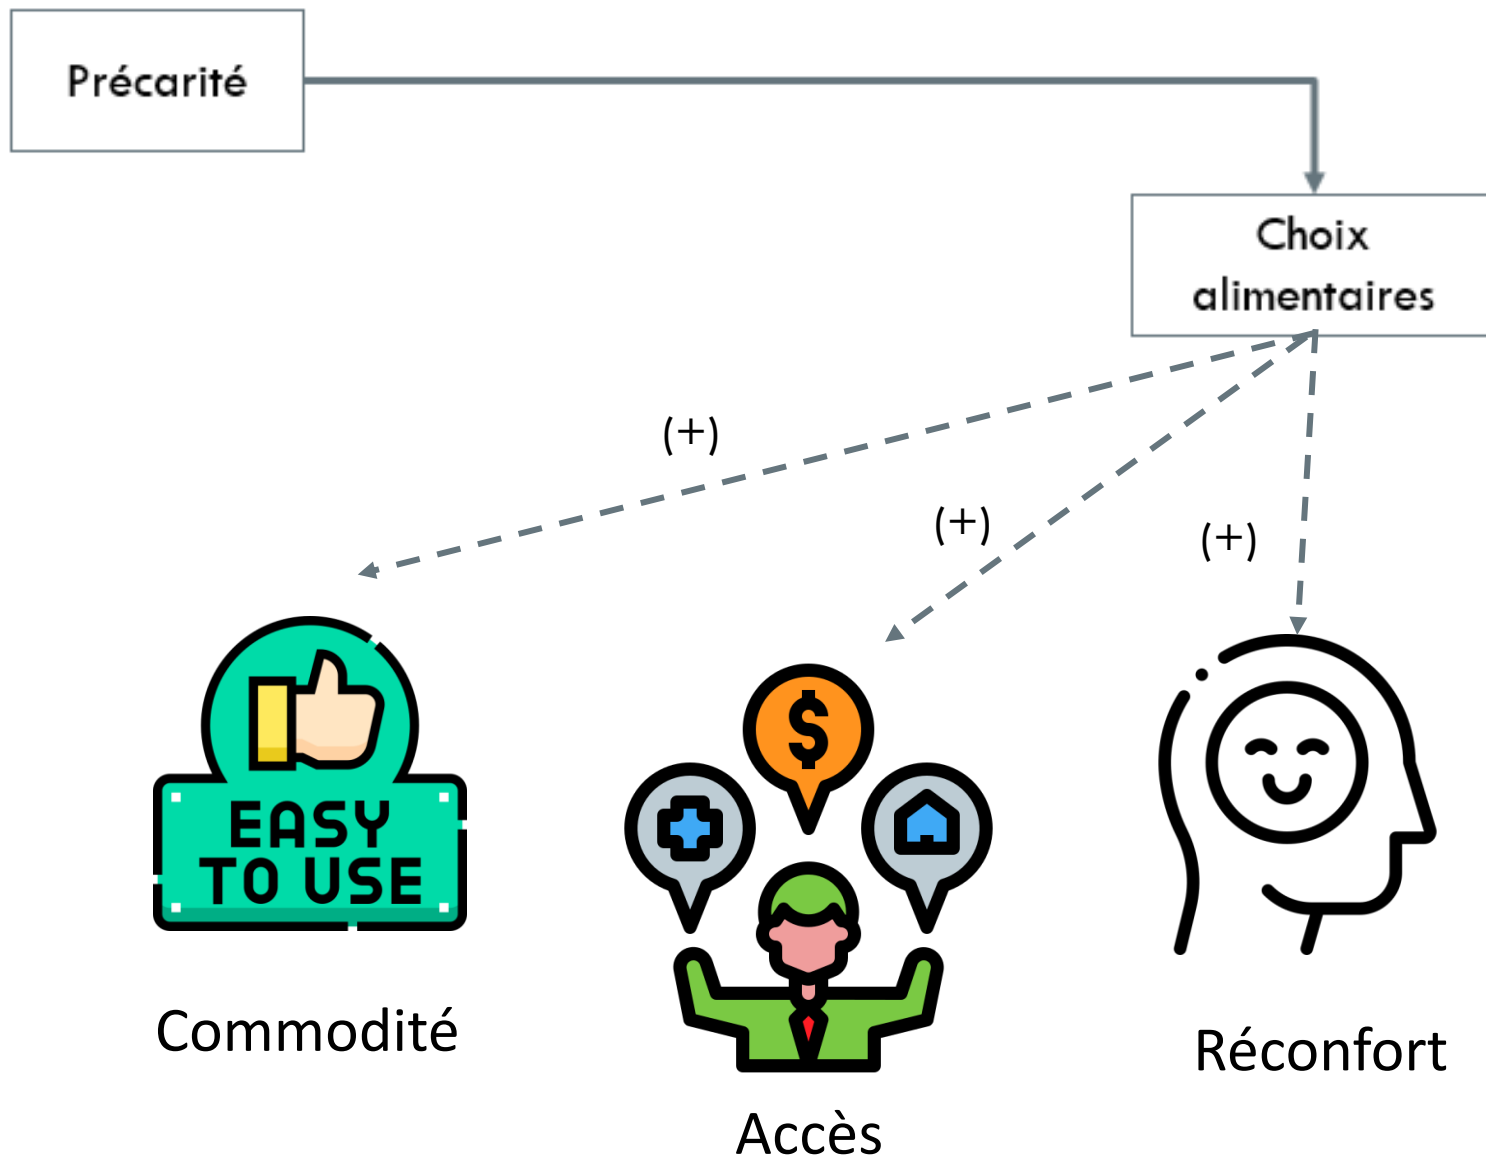 Précarité
Choix
alimentaires
(+)
(+)
(+)
EASY
TO USE
$
Commodité
Accès
Réconfort